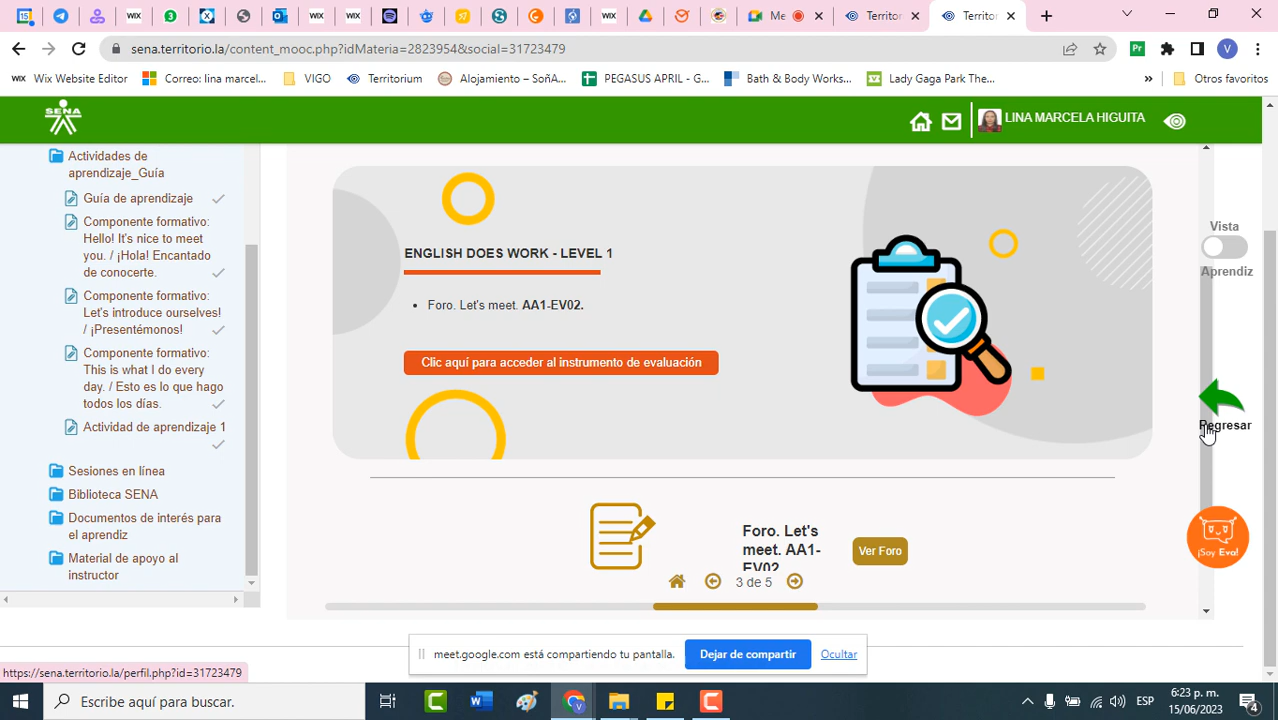 Me
Territor
Territor
sena.territorio.la/content_mooc.php?idMateria=2823954&social=31723479
Wix Website Editor
Correo: lina marcel...
VIGO
Territorium
Alojamiento – SoñA...
PEGASUS APRIL - G...
Bath & Body Works...
Lady Gaga Park The...
»
Otros favoritos
SENA
LINA MARCELA HIGUITA
Actividades de
aprendizaje_Guía
Guía de aprendizaje
Componente formativo:
Hello! It's nice to meet
you. / ¡Hola! Encantado
de conocerte.
Componente formativo:
Let's introduce ourselves!
/ ¡Presentémonos!
Componente formativo:
This is what I do every
day. / Esto es lo que hago
todos los días.
Actividad de aprendizaje 1
Sesiones en línea
Biblioteca SENA
Documentos de interés para
el aprendiz
Material de apoyo al
instructor
ENGLISH DOES WORK - LEVEL 1
• Foro. Let's meet. AA1-EV02.
Clic aquí para acceder al instrumento de evaluación
Foro. Let's
meet. AA1-
EV02
Ver Foro
3 de 5
Vista
Aprendiz
Regresar
¡Soy Eva!
meet.google.com está compartiendo tu pantalla.
Dejar de compartir
Ocultar
https://sena.territorio.la/perfil.php?id=31723479
Escribe aquí para buscar.
ESP
6:23 p. m.
15/06/2023
4